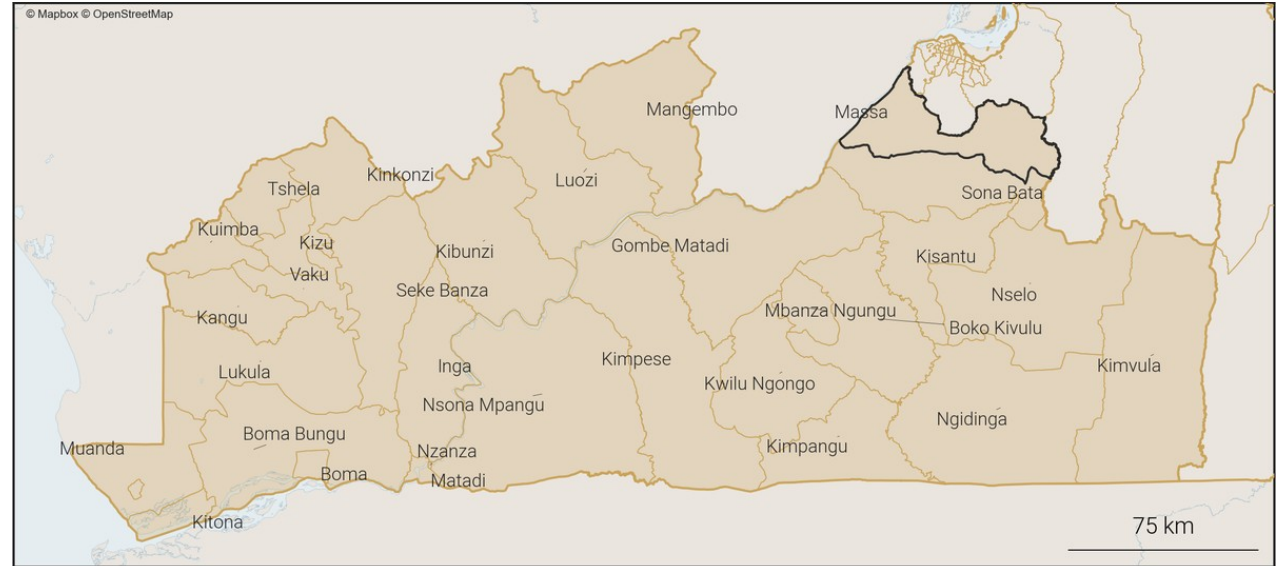 © Mapbox © OpenStreetMap
Mangembo
Massa
Kinkonzi
Luozi
Tshela
Sona Bata
Kuimba
Kizu
Gombe Matadi
Kibunzi
Kisantu
Vaku
Seke Banza
Nselo
Kangu
Mbanza Ngungu
Boko Kivulu
Inga
Kimpese
Kimvula
Lukula
Kwilu Ngongo
Nsona Mpangu
Ngidinga
Boma Bungu
Muanda
Nzanza
Kimpangu
Boma
Matadi
Kitona
75 km